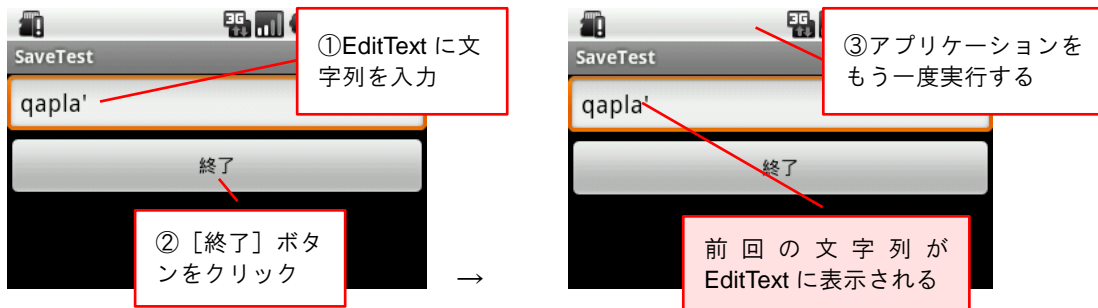 3G
SaveTest
①EditText に文
字列を入力
qapla'
終了
②［終了］ボタ
ンをクリック
→
3G
SaveTest
③アプリケーションを
もう一度実行する
qapla'
終了
前回の文字列が
EditText に表示される